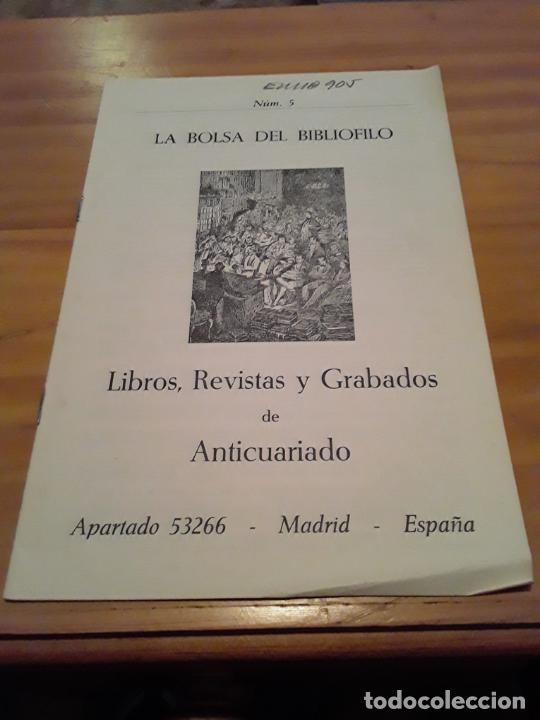 Núm. 5
LA BOLSA DEL BIBLIOFILO
Libros, Revistas y Grabados
de
Anticuariado
Apartado 53266 - Madrid - España
todocoleccion